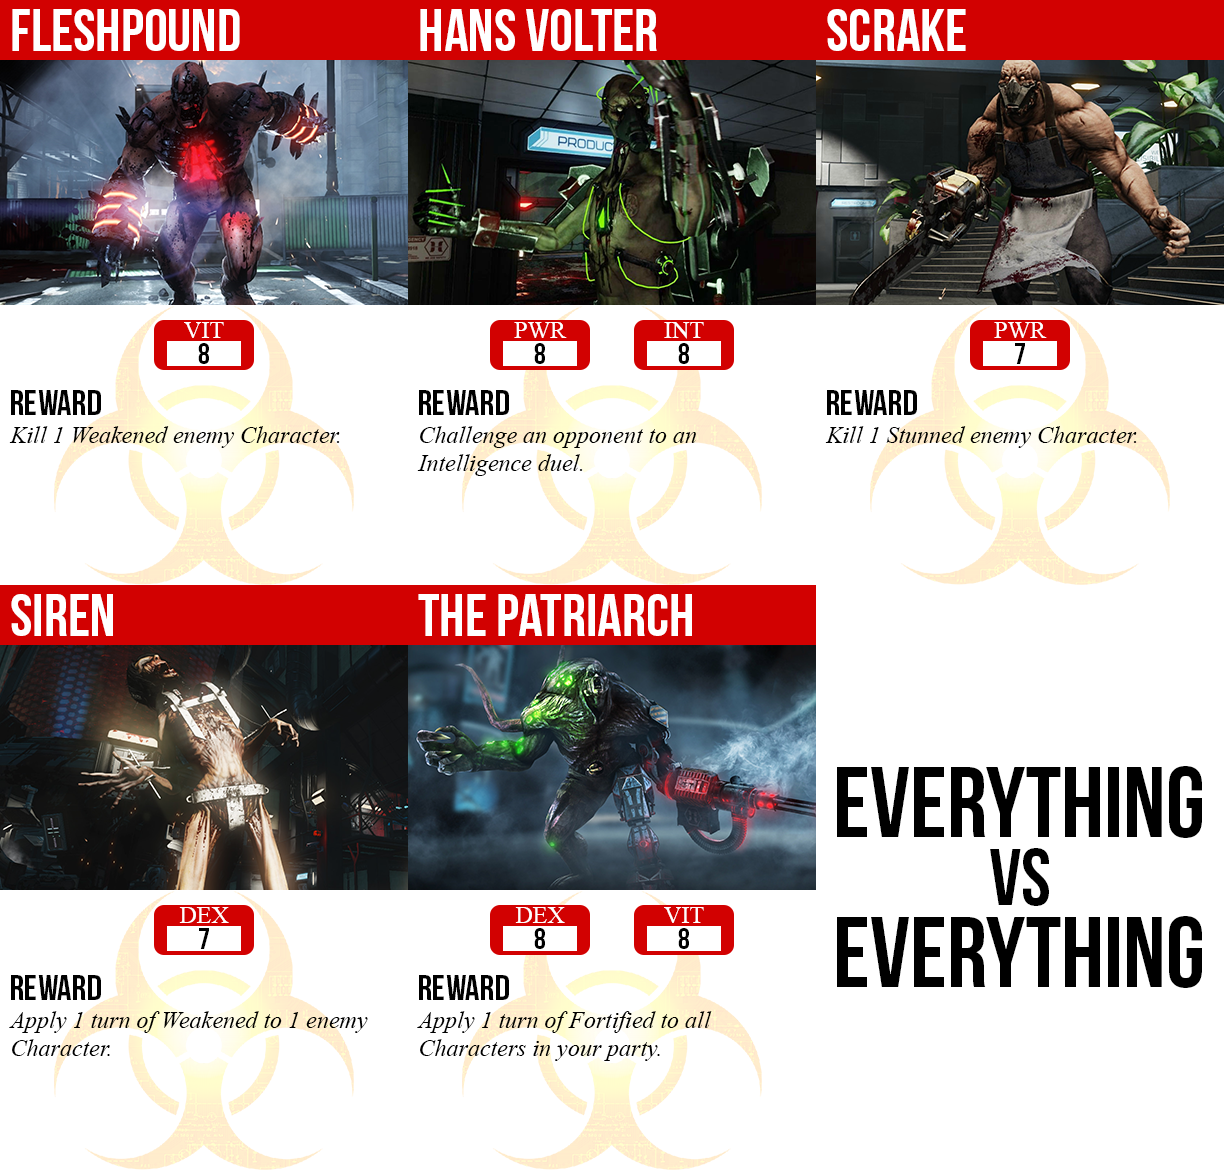 FLESHPOUND
HANS VOLTER
SCRAKE
PRODUC
VIT
8
PWR
8
INT
8
PWR
7
REWARD
Kill 1 Weakened enemy Character.
REWARD
Challenge an opponent to an
Intelligence duel.
REWARD
Kill 1 Stunned enemy Character.
SIREN
THE PATRIARCH
DEX
7
DEX
8
VIT
8
REWARD
Apply 1 turn of Weakened to 1 enemy
Character.
REWARD
Apply 1 turn of Fortified to all
Characters in your party.
EVERYTHING
VS
EVERYTHING